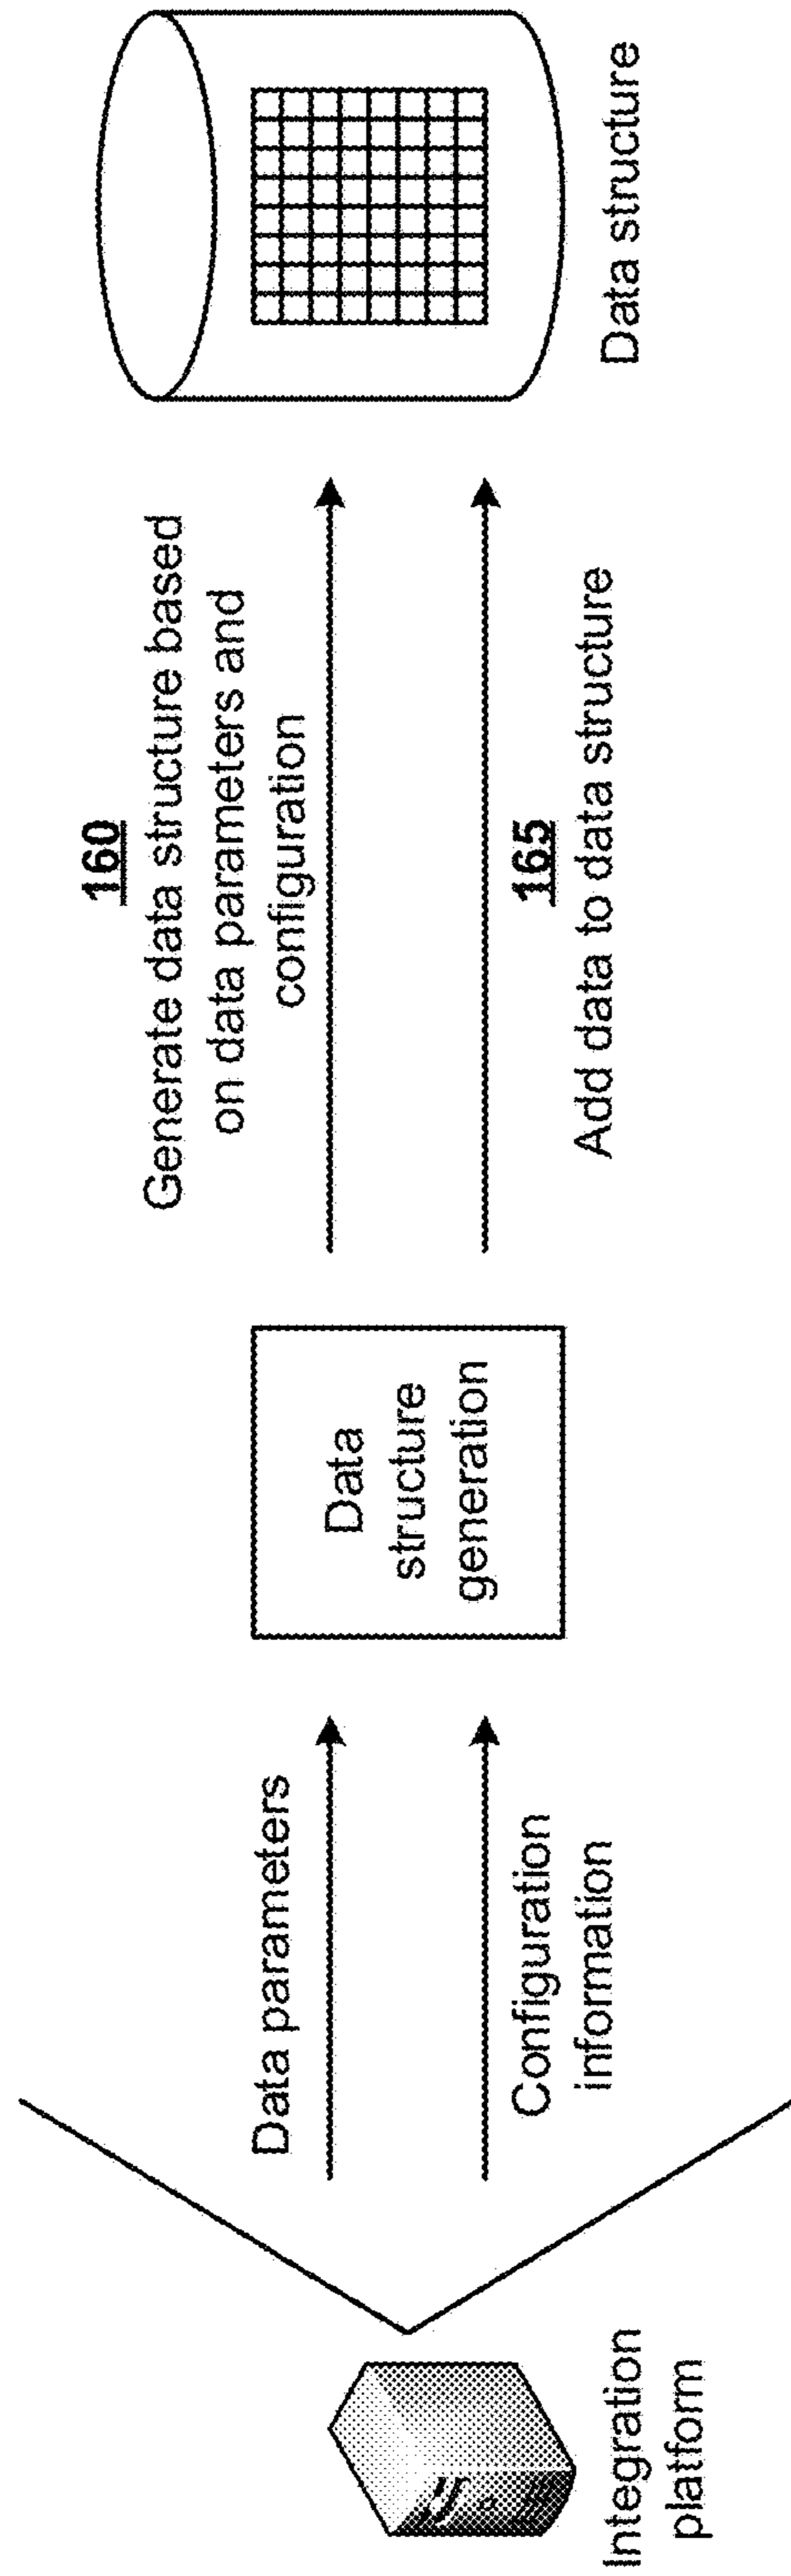 Integration
platform
Data parameters
Configuration
information
Data
structure
generation
160
Generate data structure based
on data parameters and
configuration
165
Add data to data structure
Data structure